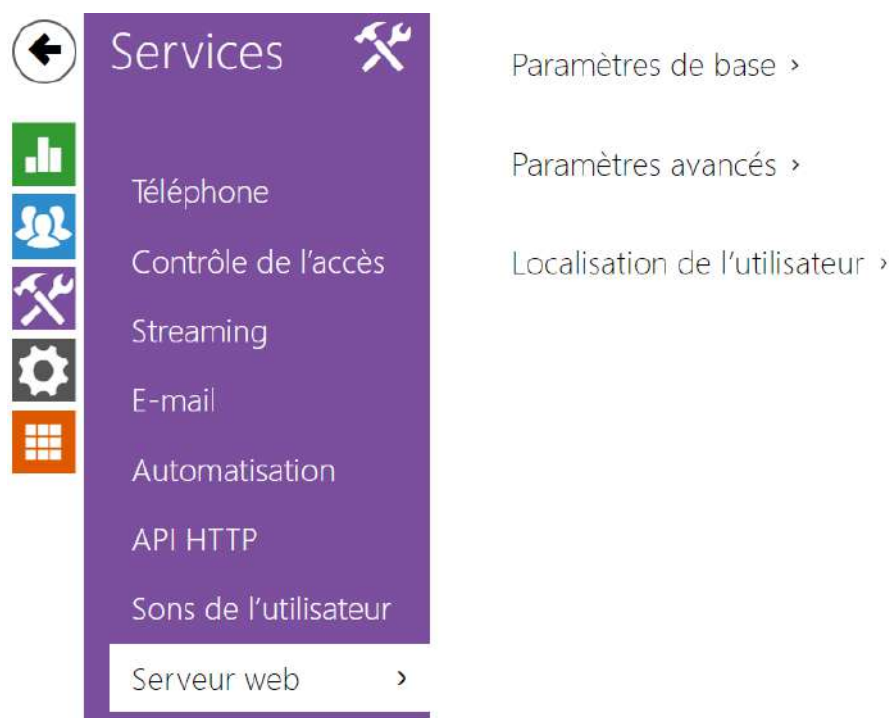 Services
Téléphone
Contrôle de l’accès
Streaming
E-mail
Automatisation
API HTTP
Sons de l’utilisateur
Serveur web ›
Paramètres de base ›
Paramètres avancés ›
Localisation de l’utilisateur ›